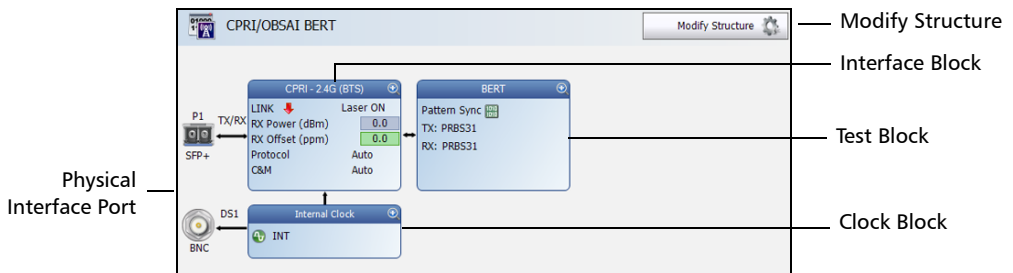 CPRI/OBSAI BERT
Modify Structure
Modify Structure
Interface Block
CPRI - 2.4G (BTS)
LINK Laser ON
RX Power (dBm) 0.0
RX Offset (ppm) 0.0
Protocol Auto
C&M Auto
P1
TX/RX
SFP+
BERT
Pattern Sync
TX: PRBS31
RX: PRBS31
Test Block
Physical
Interface Port
DS1
BNC
Internal Clock
INT
Clock Block